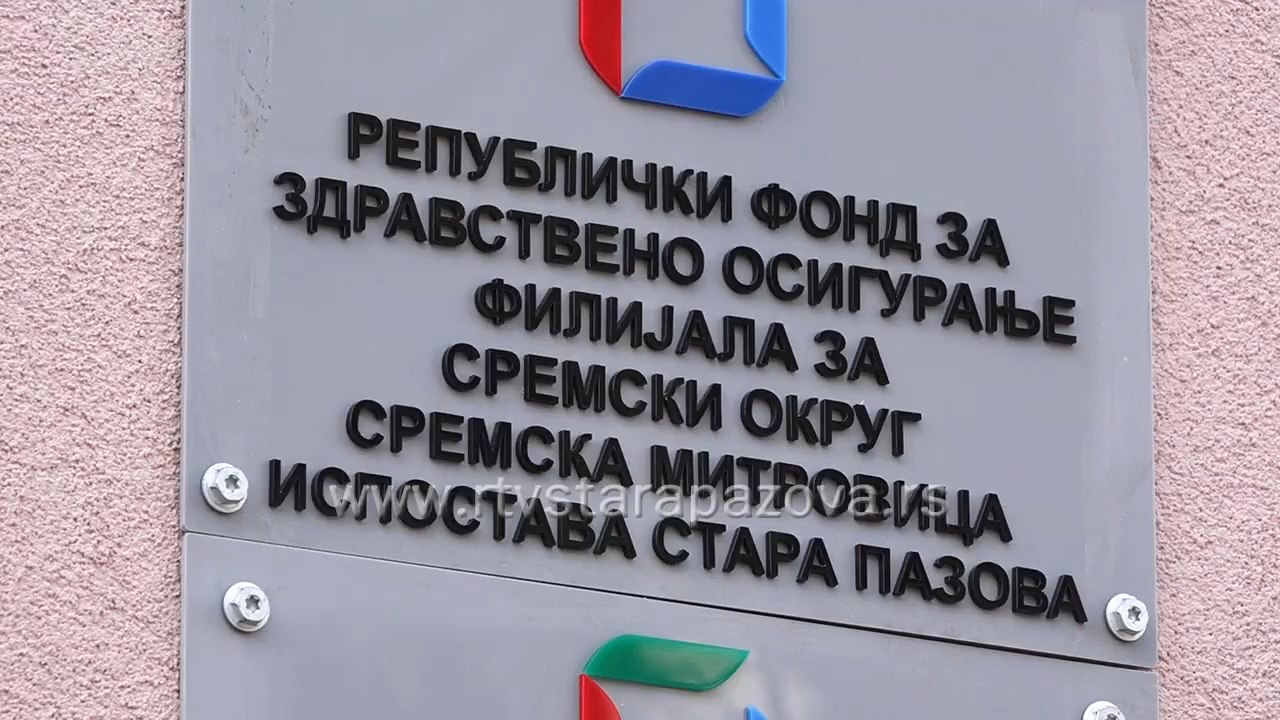 РЕПУБЛИЧКИ ФОНД ЗА
ЗДРАВСТВЕНО ОСИГУРАЊЕ
ФИЛИЈАЛА ЗА
СРЕМСКИ ОКРУГ
СРЕМСКА МИТРОВИЦА
ИСПОСТАВА СТАРА ПАЗОВА
www.rtvstarapazova.rs